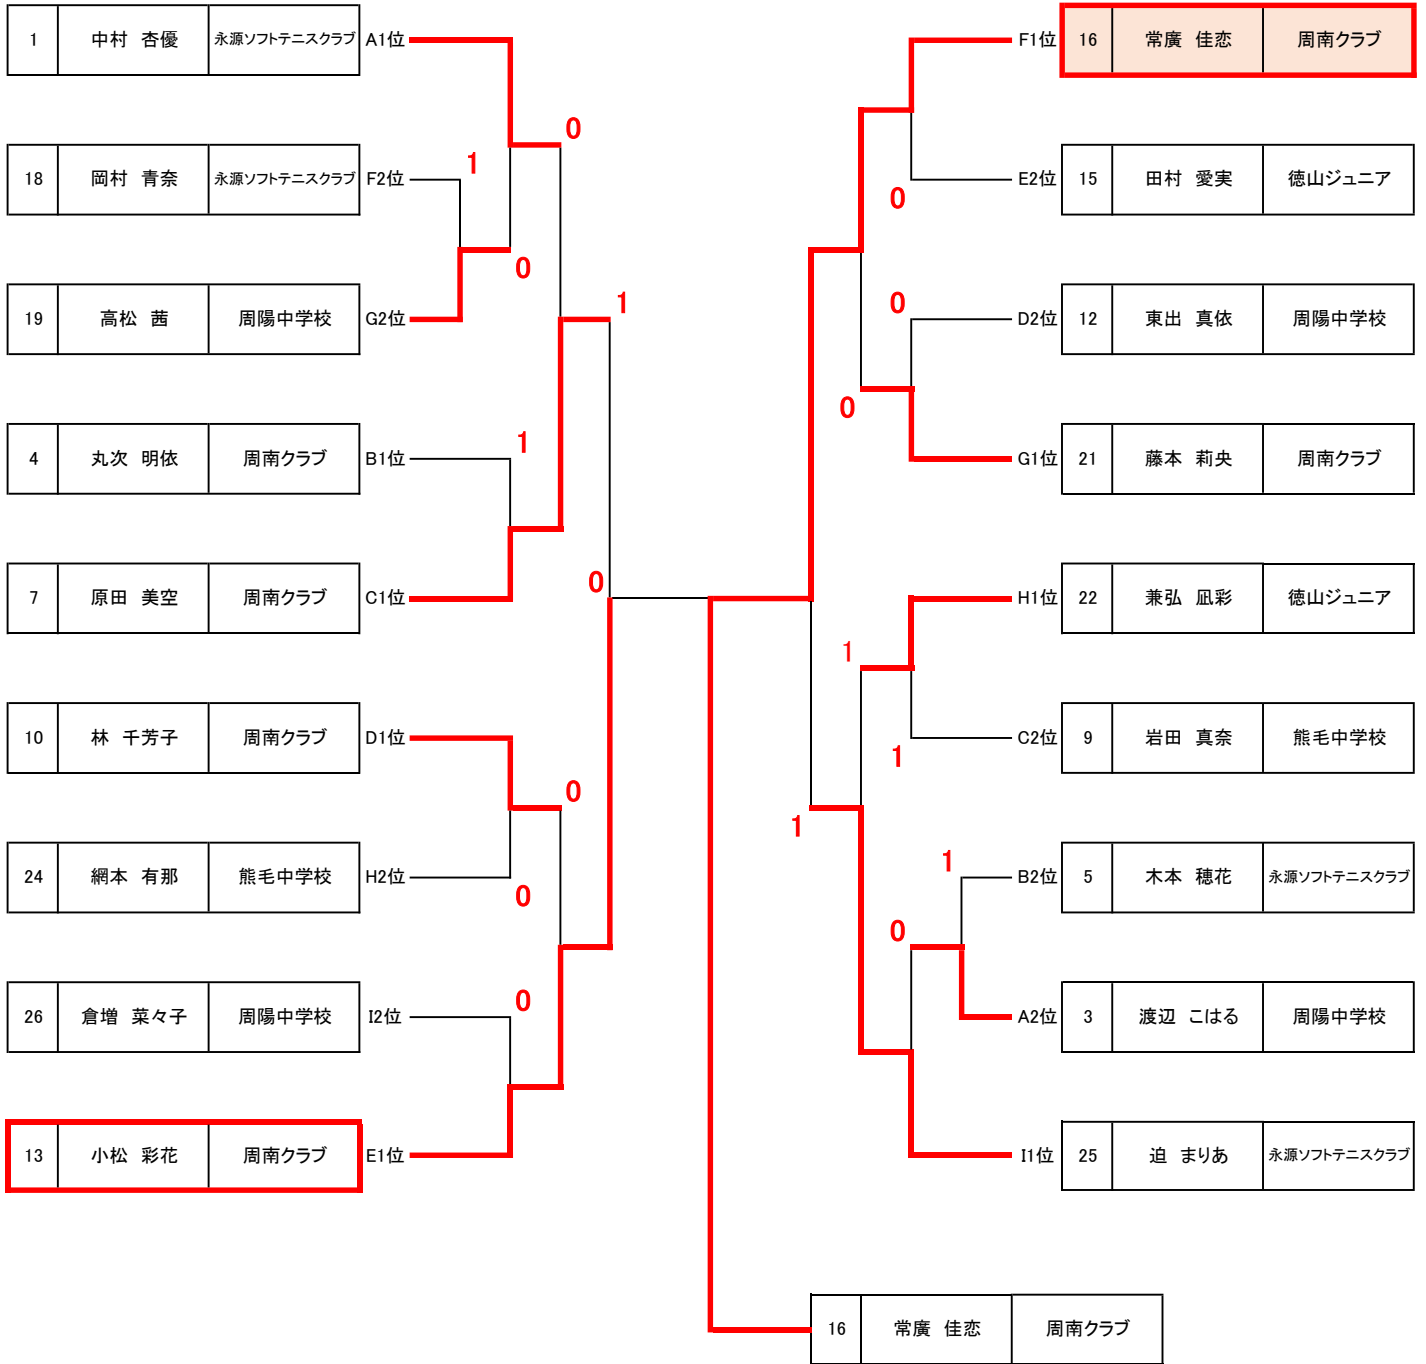 1 中村 杏優 永源ソフトテニスクラブ A1位
18 岡村 青奈 永源ソフトテニスクラブ F2位
19 高松 茜 周陽中学校 G2位
4 丸次 明依 周南クラブ B1位
7 原田 美空 周南クラブ C1位
10 林 千芳子 周南クラブ D1位
24 網本 有那 熊毛中学校 H2位
26 倉増 菜々子 周陽中学校 I2位
13 小松 彩花 周南クラブ E1位
0
1
0
1
1
0
0
0
0
F1位 16 常廣 佳恋 周南クラブ
E2位 15 田村 愛実 徳山ジュニア
D2位 12 東出 真依 周陽中学校
G1位 21 藤本 莉央 周南クラブ
H1位 22 兼弘 凪彩 徳山ジュニア
C2位 9 岩田 真奈 熊毛中学校
B2位 5 木本 穂花 永源ソフトテニスクラブ
A2位 3 渡辺 こはる 周陽中学校
I1位 25 迫 まりあ 永源ソフトテニスクラブ
0
0
0
1
1
1
1
0
16 常廣 佳恋 周南クラブ